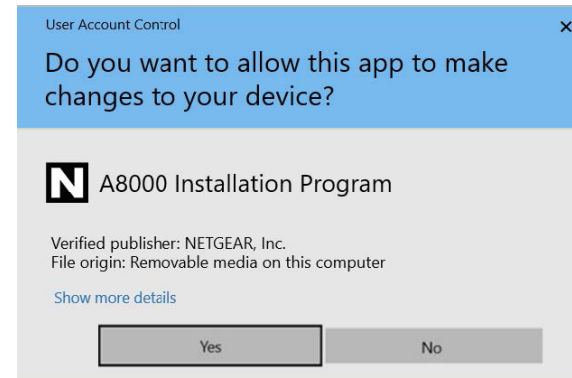 User Account Control
×
Do you want to allow this app to make
changes to your device?
N A8000 Installation Program
Verified publisher: NETGEAR, Inc.
File origin: Removable media on this computer
Show more details
Yes No